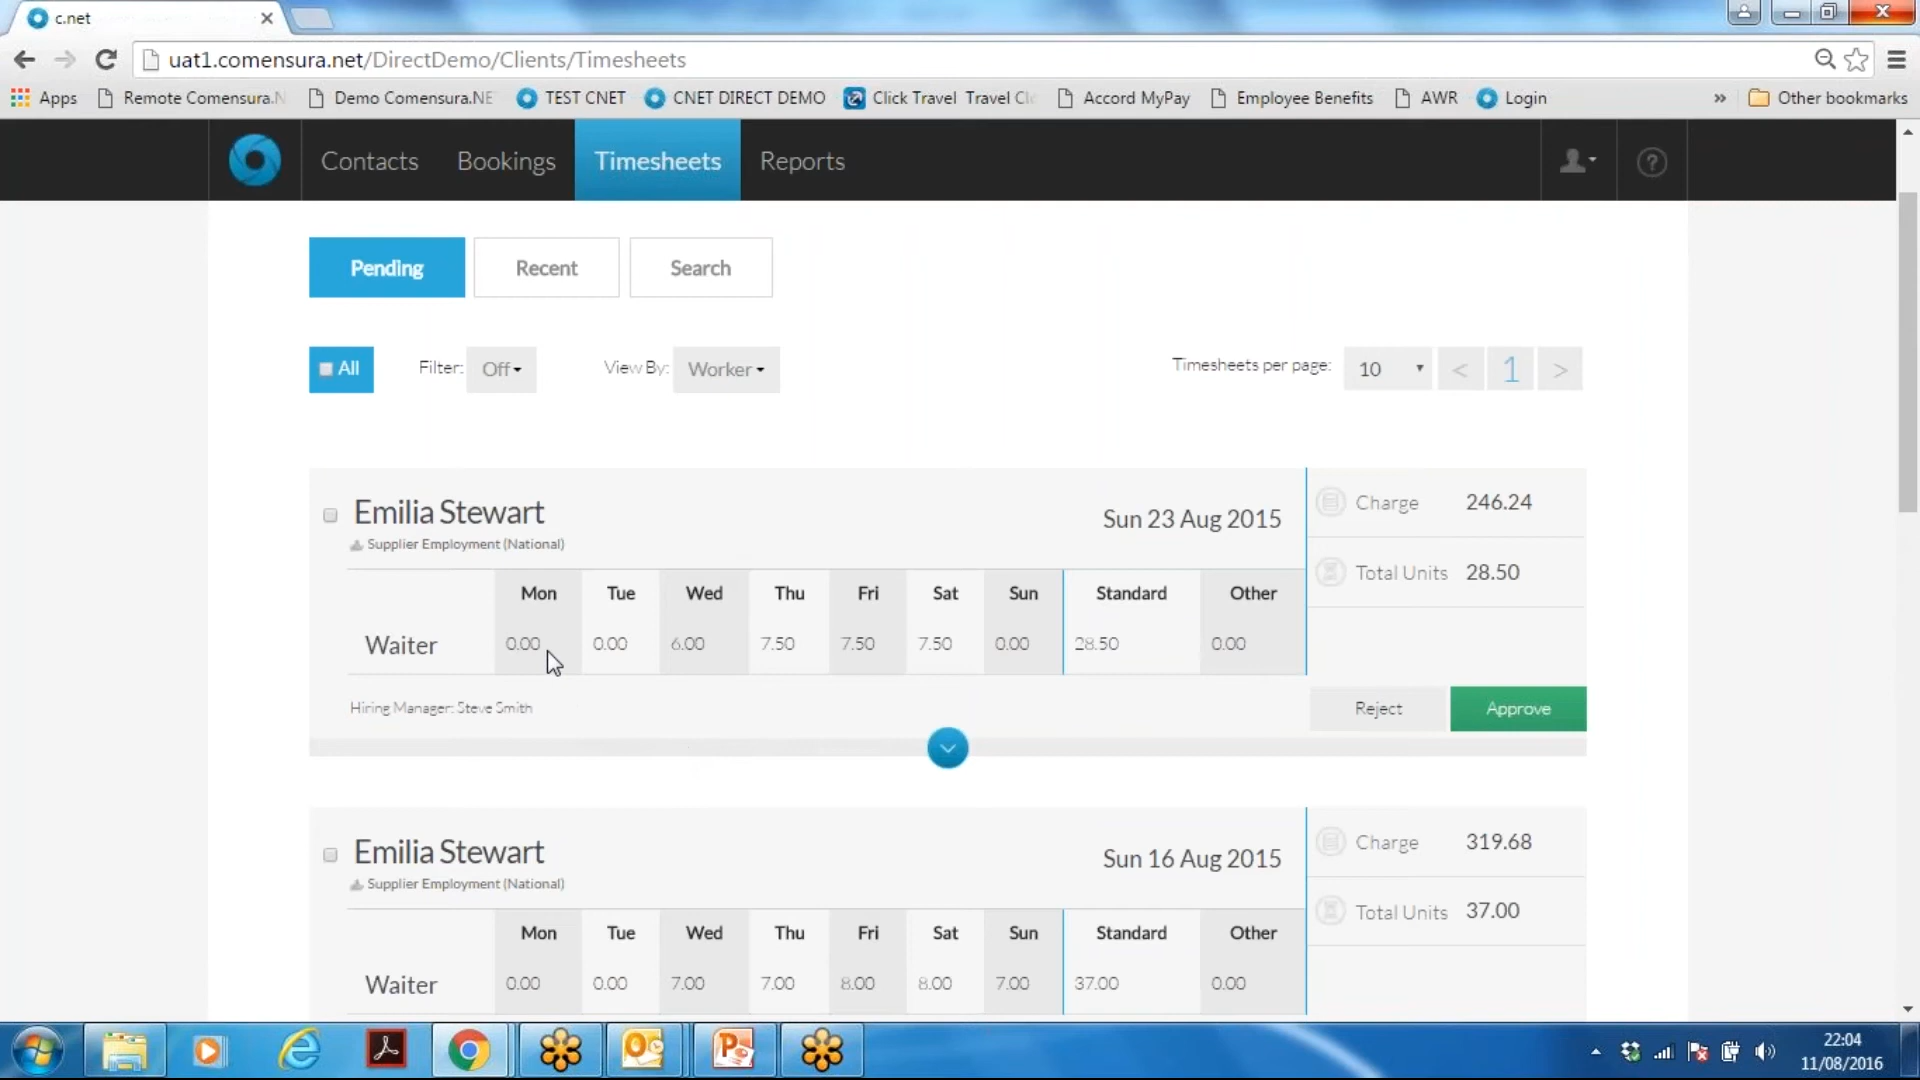 c.net
uat1.comensura.net/DirectDemo/Clients/Timesheets
Apps Remote Comensura.N Demo Comensura.NE TEST CNET CNET DIRECT DEMO Click Travel Travel Cl Accord MyPay Employee Benefits AWR Login » Other bookmarks
Contacts Bookings Timesheets Reports ?
Pending Recent Search
All Filter: Off View By: Worker Timesheets per page: 10 < 1 >
Emilia Stewart Sun 23 Aug 2015 Charge 246.24
Supplier Employment (National)
Total Units 28.50
Mon Tue Wed Thu Fri Sat Sun Standard Other
Waiter 0.00 0.00 6.00 7.50 7.50 7.50 0.00 28.50 0.00
Hiring Manager: Steve Smith Reject Approve
Emilia Stewart Sun 16 Aug 2015 Charge 319.68
Supplier Employment (National)
Total Units 37.00
Mon Tue Wed Thu Fri Sat Sun Standard Other
Waiter 0.00 0.00 7.00 7.00 8.00 8.00 7.00 37.00 0.00
22:04
11/08/2016